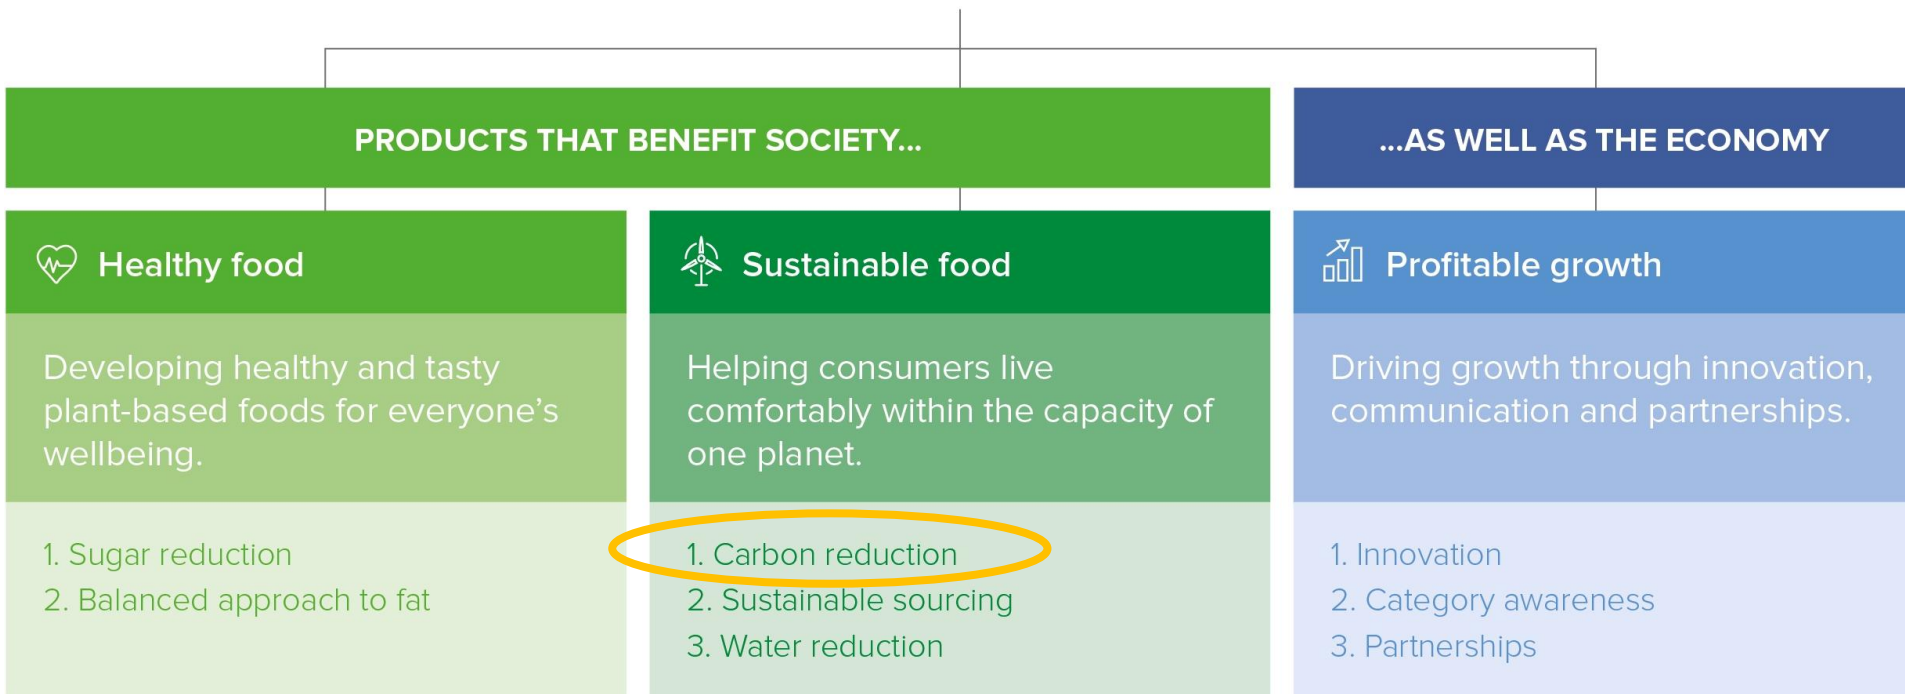 PRODUCTS THAT BENEFIT SOCIETY...
...AS WELL AS THE ECONOMY
Healthy food
Developing healthy and tasty
plant-based foods for everyone's
wellbeing.
1. Sugar reduction
2. Balanced approach to fat
Sustainable food
Helping consumers live
comfortably within the capacity of
one planet.
1. Carbon reduction
2. Sustainable sourcing
3. Water reduction
Profitable growth
Driving growth through innovation,
communication and partnerships.
1. Innovation
2. Category awareness
3. Partnerships